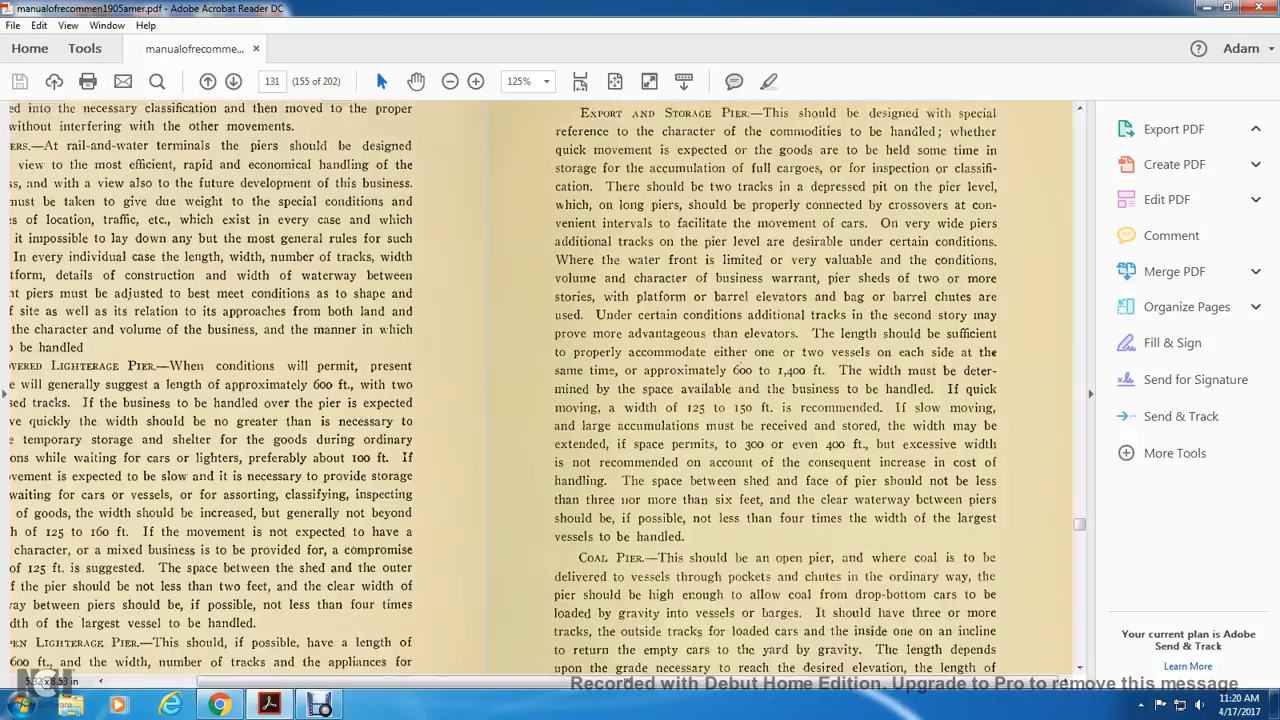 manualofrecommen1905amer.pdf - Adobe Acrobat Reader DC
File Edit View Window Help
Home Tools manualofrecomme... × Adam
131 (155 of 202) 125%
ed into the necessary classification and then moved to the proper
without interfering with the other movements.
ERS.—At rail-and-water terminals the piers should be designed
view to the most efficient, rapid and economical handling of the
ss, and with a view also to the future development of this business.
must be taken to give due weight to the special conditions and
es of location, traffic, etc., which exist in every case and which
it impossible to lay down any but the most general rules for such
In every individual case the length, width, number of tracks, width
tform, details of construction and width of waterway between
nt piers must be adjusted to best meet conditions as to shape and
f site as well as its relation to its approaches from both land and
the character and volume of the business, and the manner in which
o be handled
VERED LIGHTERAGE PIER.—When conditions will permit, present
e will generally suggest a length of approximately 600 ft., with two
sed tracks. If the business to be handled over the pier is expected
ve quickly the width should be no greater than is necessary to
e temporary storage and shelter for the goods during ordinary
ons while waiting for cars or lighters, preferably about 100 ft. If
ovement is expected to be slow and it is necessary to provide storage
waiting for cars or vessels, or for assorting, classifying, inspecting
of goods, the width should be increased, but generally not beyond
h of 125 to 160 ft. If the movement is not expected to have a
character, or a mixed business is to be provided for, a compromise
of 125 ft. is suggested. The space between the shed and the outer
f the pier should be not less than two feet, and the clear width of
way between piers should be, if possible, not less than four times
dth of the largest vessel to be handled.
PEN LIGHTERAGE PIER.—This should, if possible, have a length of
600 ft., and the width, number of tracks and the appliances for
EXPORT AND STORAGE PIER.—This should be designed with special
reference to the character of the commodities to be handled; whether
quick movement is expected or the goods are to be held some time in
storage for the accumulation of full cargoes, or for inspection or classifi-
cation. There should be two tracks in a depressed pit on the pier level,
which, on long piers, should be properly connected by crossovers at con-
venient intervals to facilitate the movement of cars. On very wide piers
additional tracks on the pier level are desirable under certain conditions.
Where the water front is limited or very valuable and the conditions,
volume and character of business warrant, pier sheds of two or more
stories, with platform or barrel elevators and bag or barrel chutes are
used. Under certain conditions additional tracks in the second story may
prove more advantageous than elevators. The length should be sufficient
to properly accommodate either one or two vessels on each side at the
same time, or approximately 600 to 1,400 ft. The width must be deter-
mined by the space available and the business to be handled. If quick
moving, a width of 125 to 150 ft. is recommended. If slow moving,
and large accumulations must be received and stored, the width may be
extended, if space permits, to 300 or even 400 ft., but excessive width
is not recommended on account of the consequent increase in cost of
handling. The space between shed and face of pier should not be less
than three nor more than six feet, and the clear waterway between piers
should be, if possible, not less than four times the width of the largest
vessels to be handled.
COAL PIER.—This should be an open pier, and where coal is to be
delivered to vessels through pockets and chutes in the ordinary way, the
pier should be high enough to allow coal from drop-bottom cars to be
loaded by gravity into vessels or barges. It should have three or more
tracks, the outside tracks for loaded cars and the inside one on an incline
to return the empty cars to the yard by gravity. The length depends
upon the grade necessary to reach the desired elevation, the length of
Export PDF
Create PDF
Edit PDF
Comment
Merge PDF
Organize Pages
Fill & Sign
Send for Signature
Send & Track
More Tools
Your current plan is Adobe
Send & Track
Learn More
Recorded with Debut Home Edition. Upgrade to Pro to remove this message
11:20 AM
4/17/2017